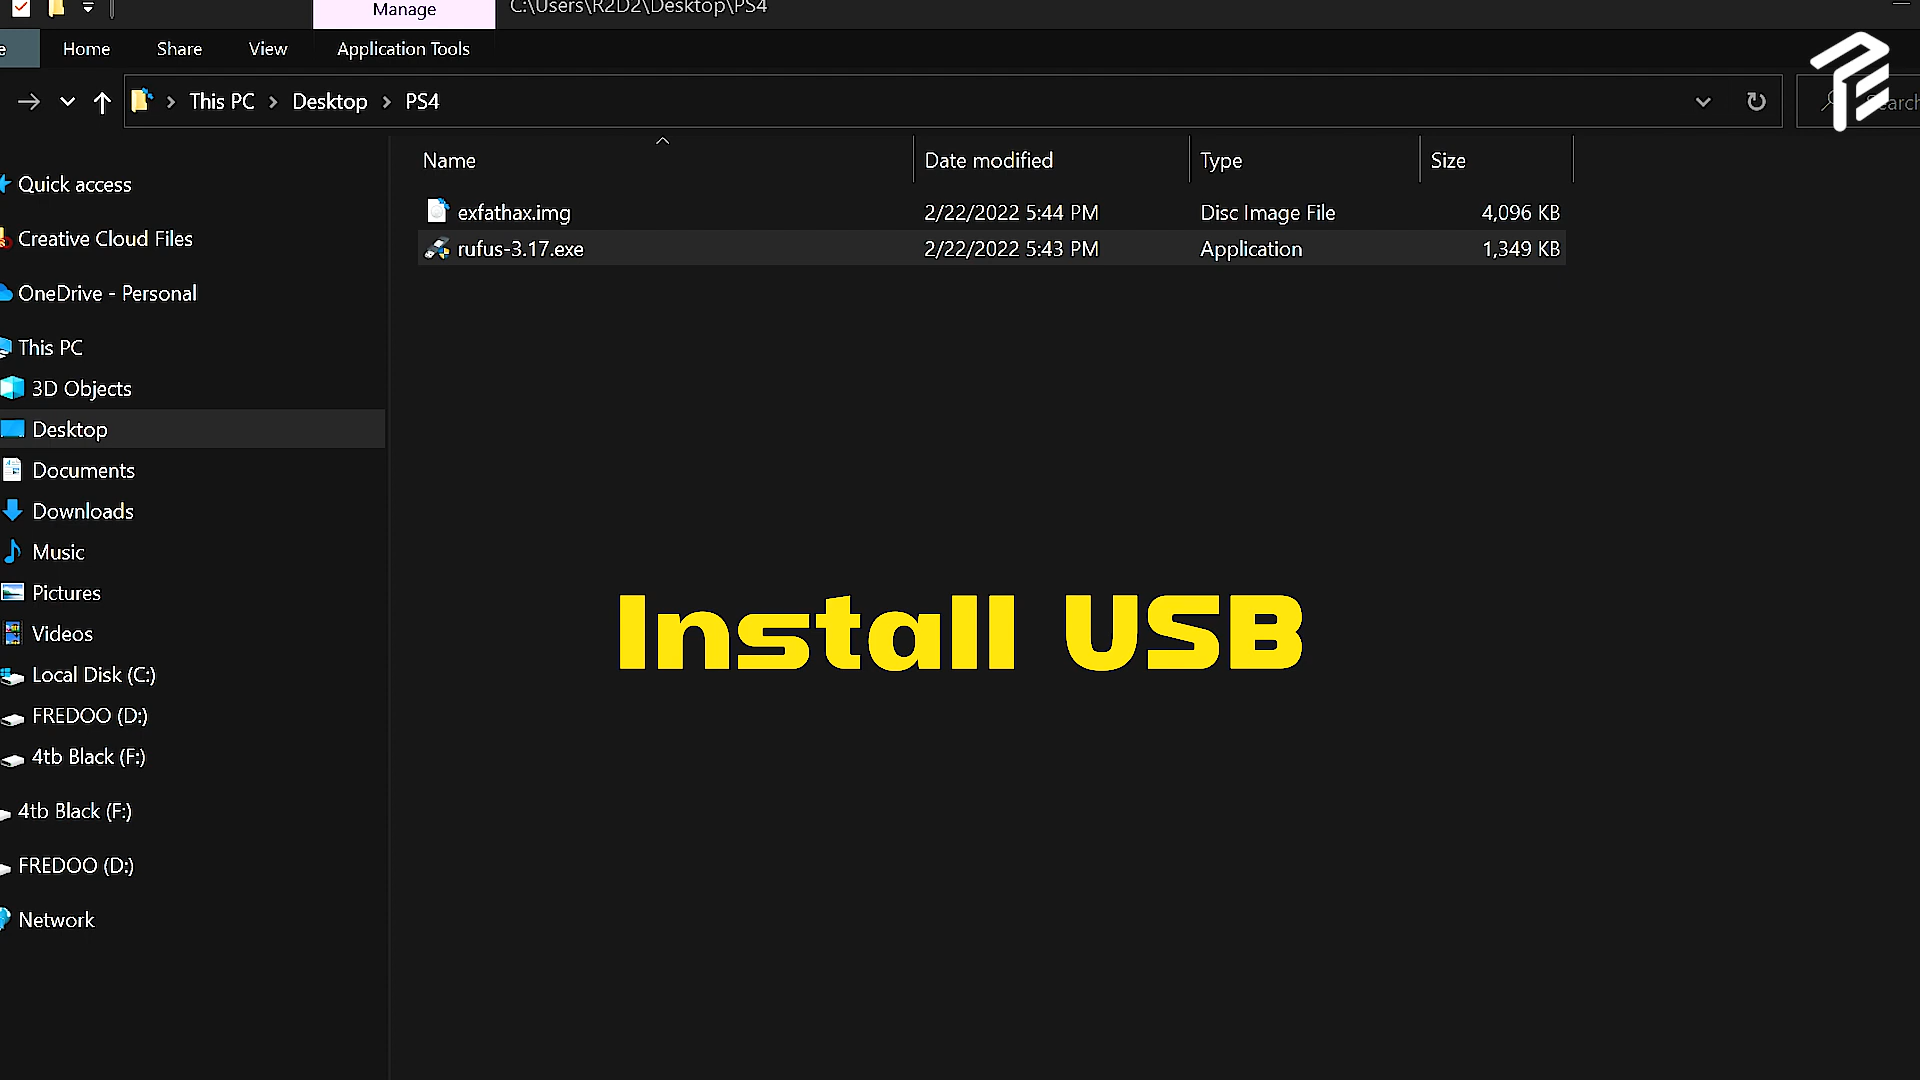 Manage
C:\Users\R2D2\Desktop\PS4
Home Share View Application Tools
This PC > Desktop > PS4
Name Date modified Type Size
exfathax.img 2/22/2022 5:44 PM Disc Image File 4,096 KB
rufus-3.17.exe 2/22/2022 5:43 PM Application 1,349 KB
Quick access
Creative Cloud Files
OneDrive - Personal
This PC
3D Objects
Desktop
Documents
Downloads
Music
Pictures
Videos
Local Disk (C:)
FREDOO (D:)
4tb Black (F:)
4tb Black (F:)
FREDOO (D:)
Network
Install USB